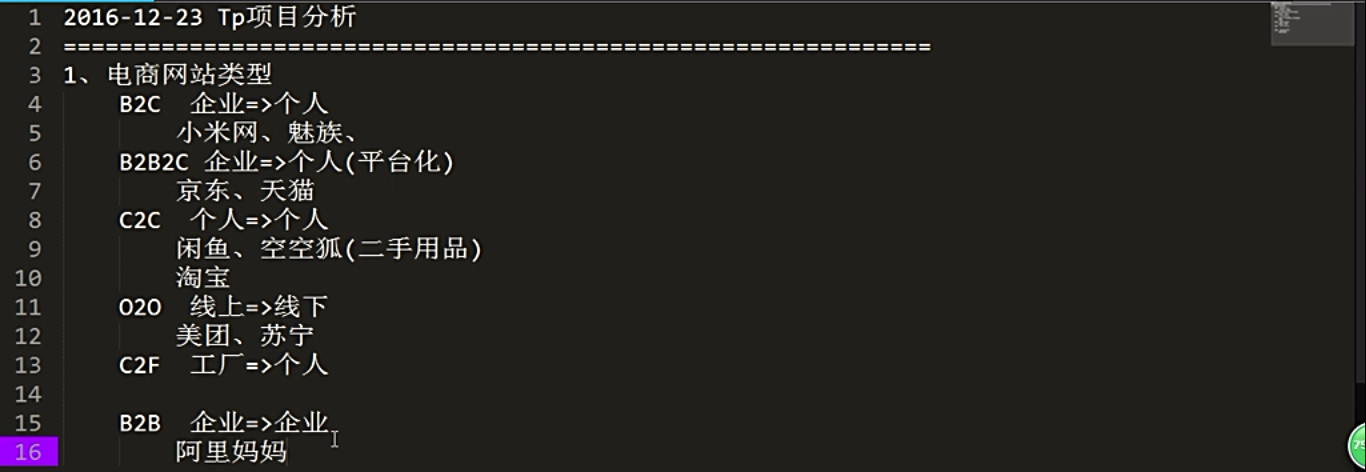 1 2016-12-23 Tp项目分析
2 ==============================================================
3 1、电商网站类型
4 B2C 企业=>个人
5 小米网、魅族、
6 B2B2C 企业=>个人(平台化)
7 京东、天猫
8 C2C 个人=>个人
9 闲鱼、空空狐(二手用品)
10 淘宝
11 O2O 线上=>线下
12 美团、苏宁
13 C2F 工厂=>个人
14
15 B2B 企业=>企业
16 阿里妈妈